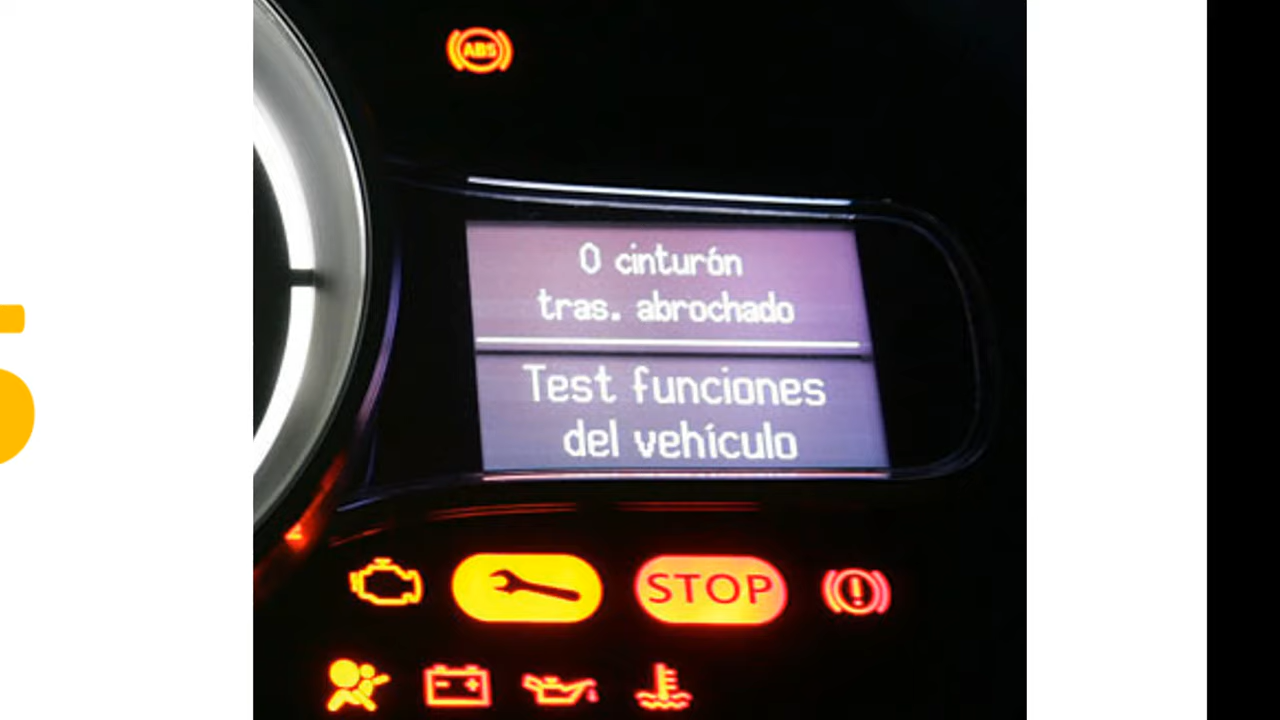 ABS
0 cinturón
tras. abrochado
Test funciones
del vehículo
STOP